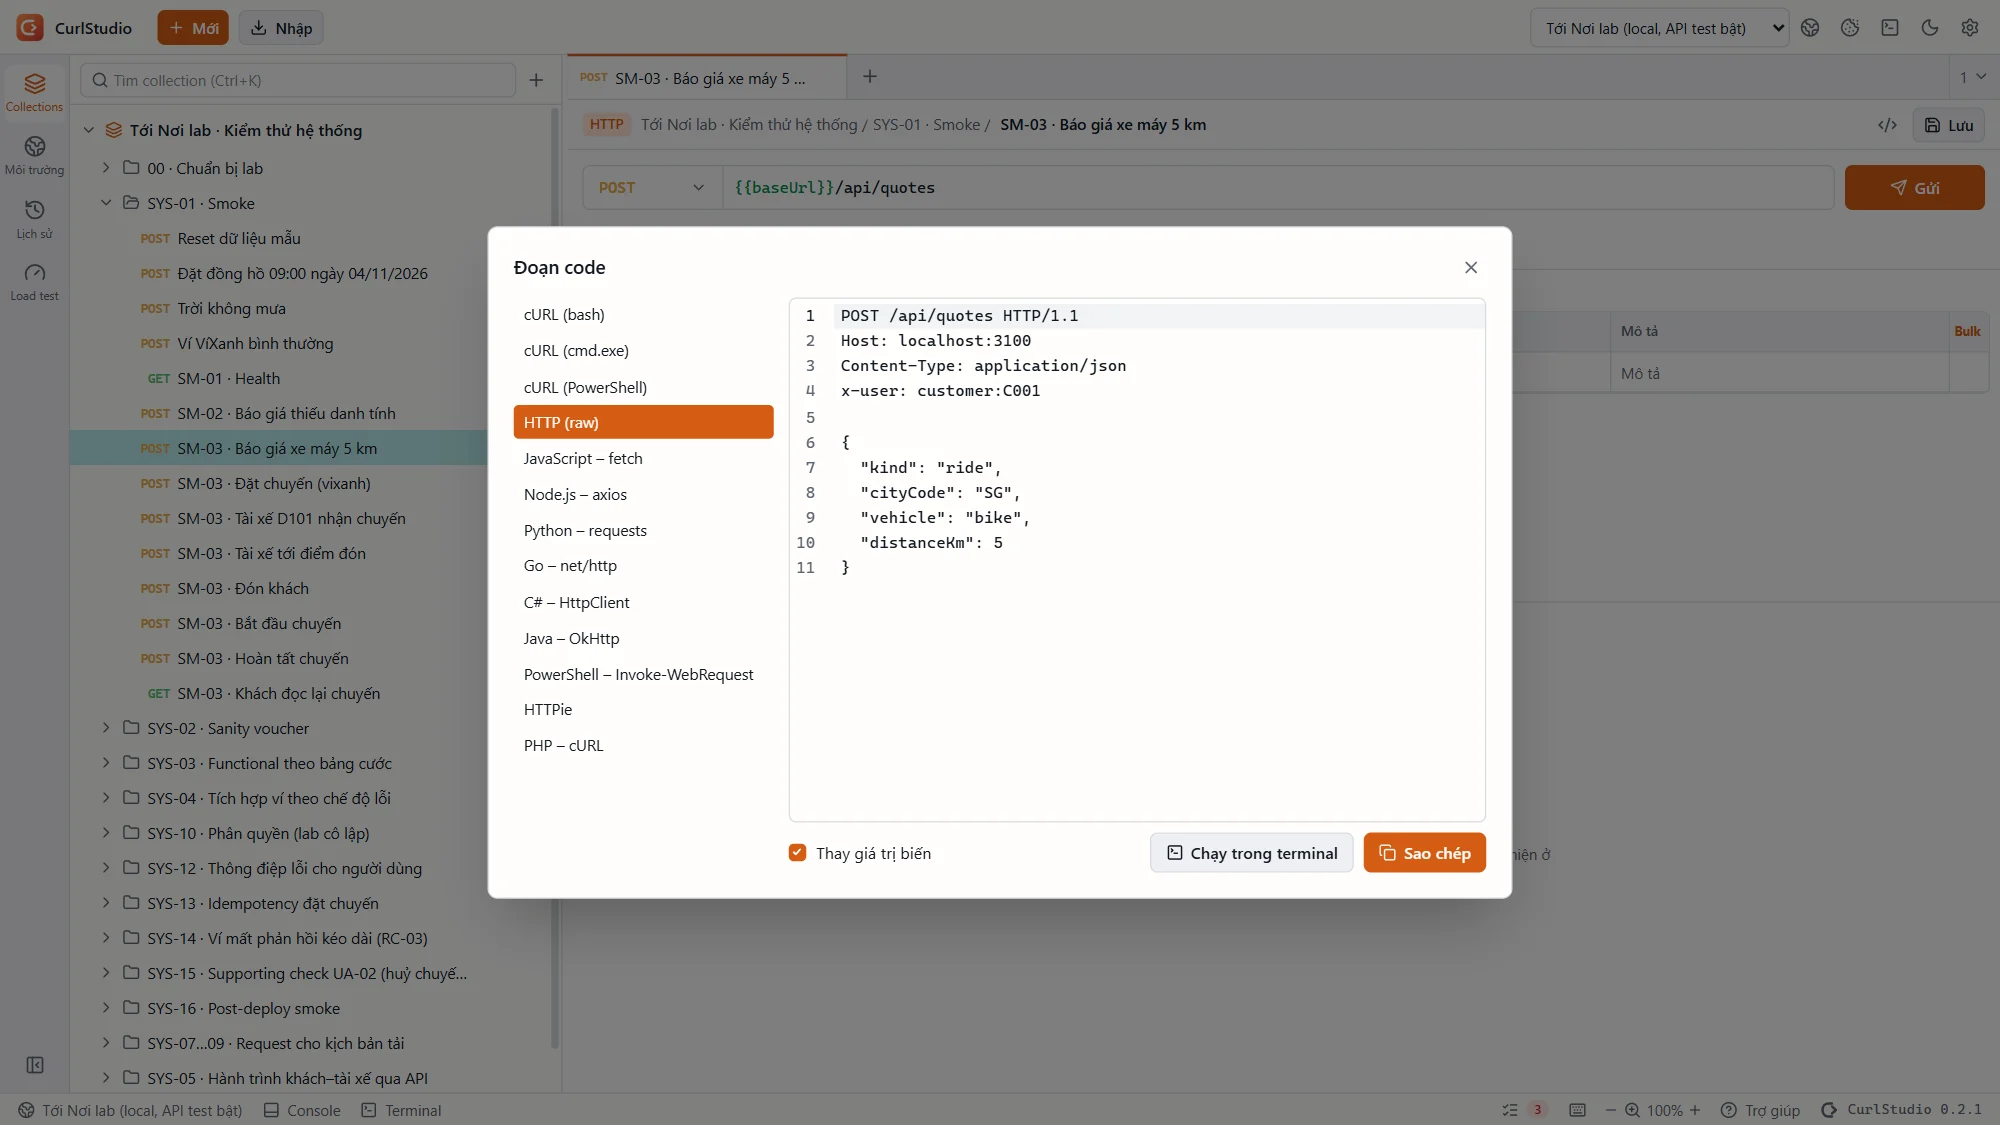 CurlStudio
Mới
Nhập
Tới Nơi lab (local, API test bật)
Collections
Môi trường
Lịch sử
Load test
Tìm collection (Ctrl+K)
Tới Nơi lab · Kiểm thử hệ thống
00 · Chuẩn bị lab
SYS-01 · Smoke
POST Reset dữ liệu mẫu
POST Đặt đồng hồ 09:00 ngày 04/11/2026
POST Trời không mưa
POST Ví VíXanh bình thường
GET SM-01 · Health
POST SM-02 · Báo giá thiếu danh tính
POST SM-03 · Báo giá xe máy 5 km
POST SM-03 · Đặt chuyến (vixanh)
POST SM-03 · Tài xế D101 nhận chuyến
POST SM-03 · Tài xế tới điểm đón
POST SM-03 · Đón khách
POST SM-03 · Bắt đầu chuyến
POST SM-03 · Hoàn tất chuyến
GET SM-03 · Khách đọc lại chuyến
SYS-02 · Sanity voucher
SYS-03 · Functional theo bảng cước
SYS-04 · Tích hợp ví theo chế độ lỗi
SYS-10 · Phân quyền (lab cô lập)
SYS-12 · Thông điệp lỗi cho người dùng
SYS-13 · Idempotency đặt chuyến
SYS-14 · Ví mất phản hồi kéo dài (RC-03)
SYS-15 · Supporting check UA-02 (huỷ chuyế...
SYS-16 · Post-deploy smoke
SYS-07...09 · Request cho kịch bản tải
SYS-05 · Hành trình khách–tài xế qua API
POST SM-03 · Báo giá xe máy 5 ...
1
HTTP Tới Nơi lab · Kiểm thử hệ thống / SYS-01 · Smoke / SM-03 · Báo giá xe máy 5 km
Lưu
POST
{{baseUrl}}/api/quotes
Gửi
Mô tả
Bulk
Mô tả
hiện ở
Đoạn code
cURL (bash)
cURL (cmd.exe)
cURL (PowerShell)
HTTP (raw)
JavaScript – fetch
Node.js – axios
Python – requests
Go – net/http
C# – HttpClient
Java – OkHttp
PowerShell – Invoke-WebRequest
HTTPie
PHP – cURL
1 POST /api/quotes HTTP/1.1
2 Host: localhost:3100
3 Content-Type: application/json
4 x-user: customer:C001
5
6 {
7 "kind": "ride",
8 "cityCode": "SG",
9 "vehicle": "bike",
10 "distanceKm": 5
11 }
Thay giá trị biến
Chạy trong terminal
Sao chép
Tới Nơi lab (local, API test bật)
Console
Terminal
3
100%
Trợ giúp
CurlStudio 0.2.1